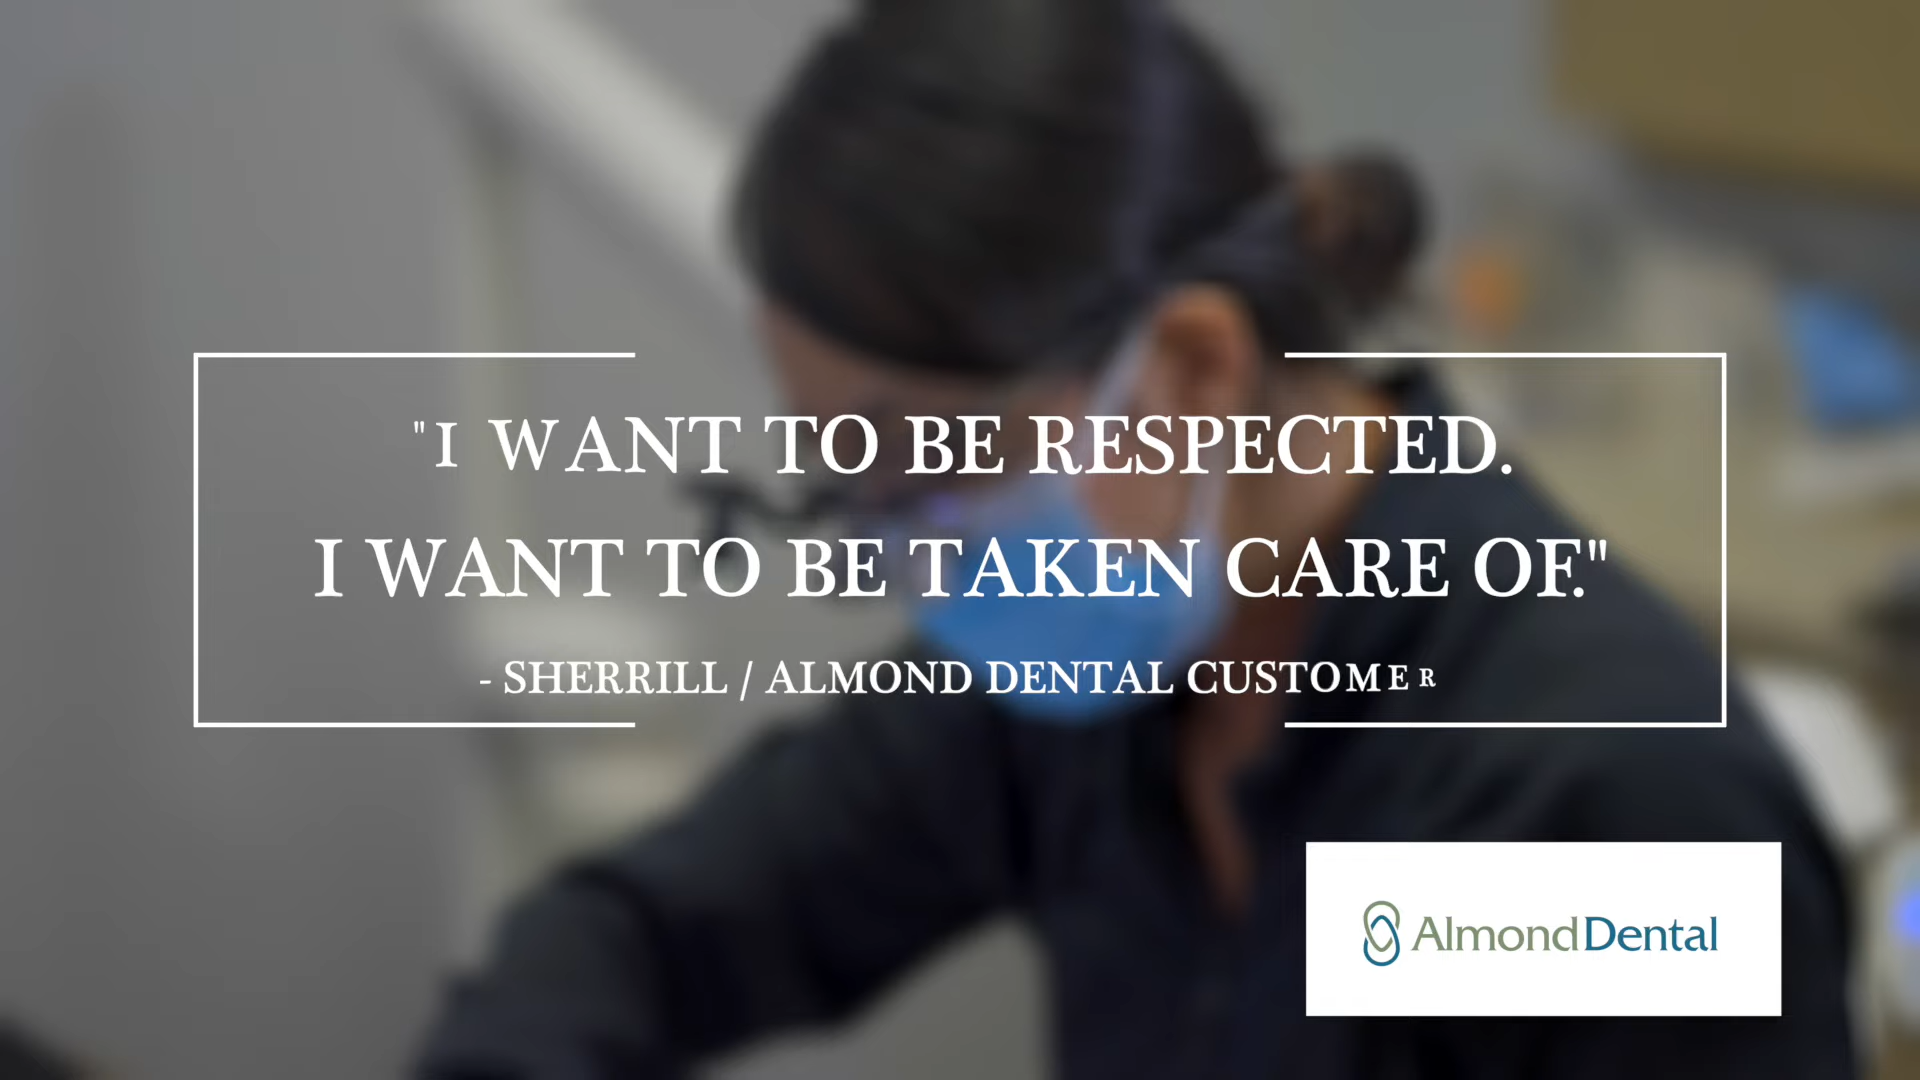 "I WANT TO BE RESPECTED.
I WANT TO BE TAKEN CARE OF."
- SHERRILL / ALMOND DENTAL CUSTOMER
AlmondDental